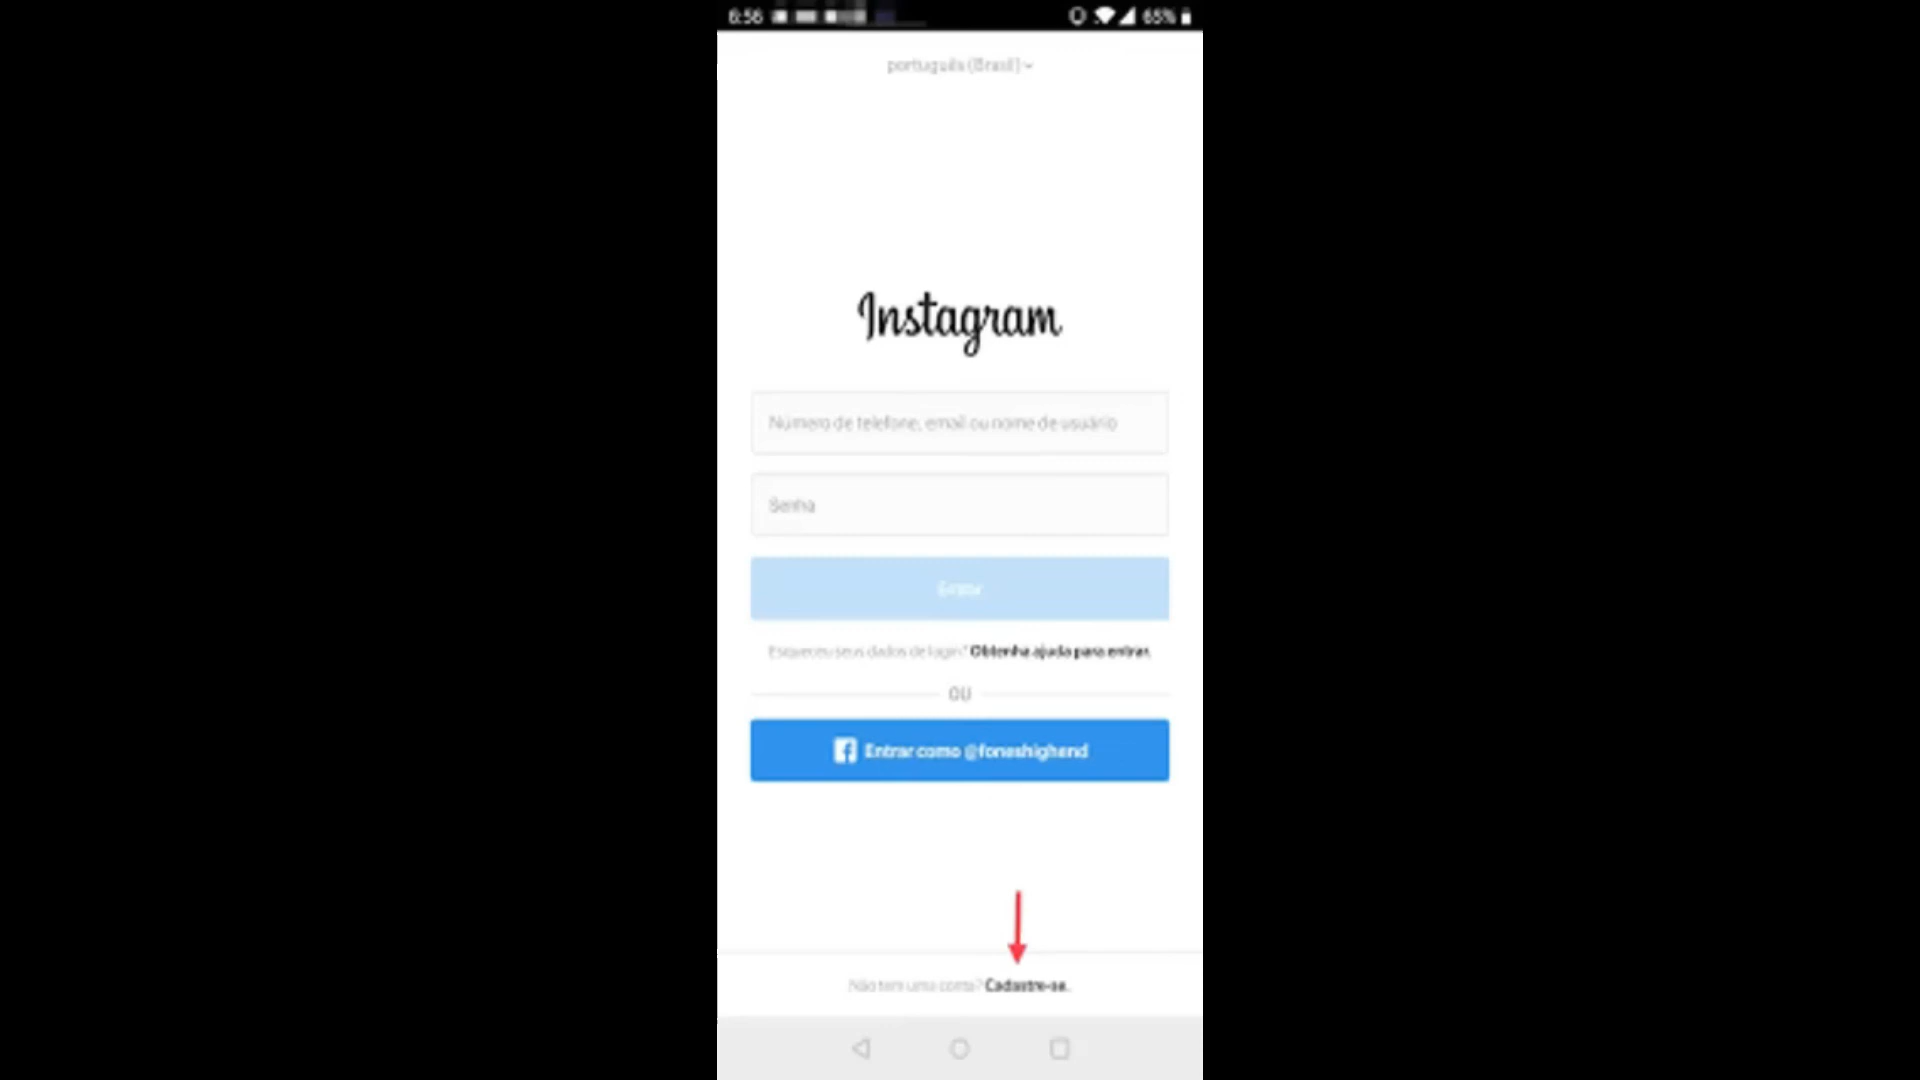 6:56 65%
português (Brasil)
Instagram
Número de telefone, email ou nome de usuário
Senha
Entrar
Esqueceu seus dados de login? Obtenha ajuda para entrar.
OU
Entrar como @foneshighend
Não tem uma conta? Cadastre-se.